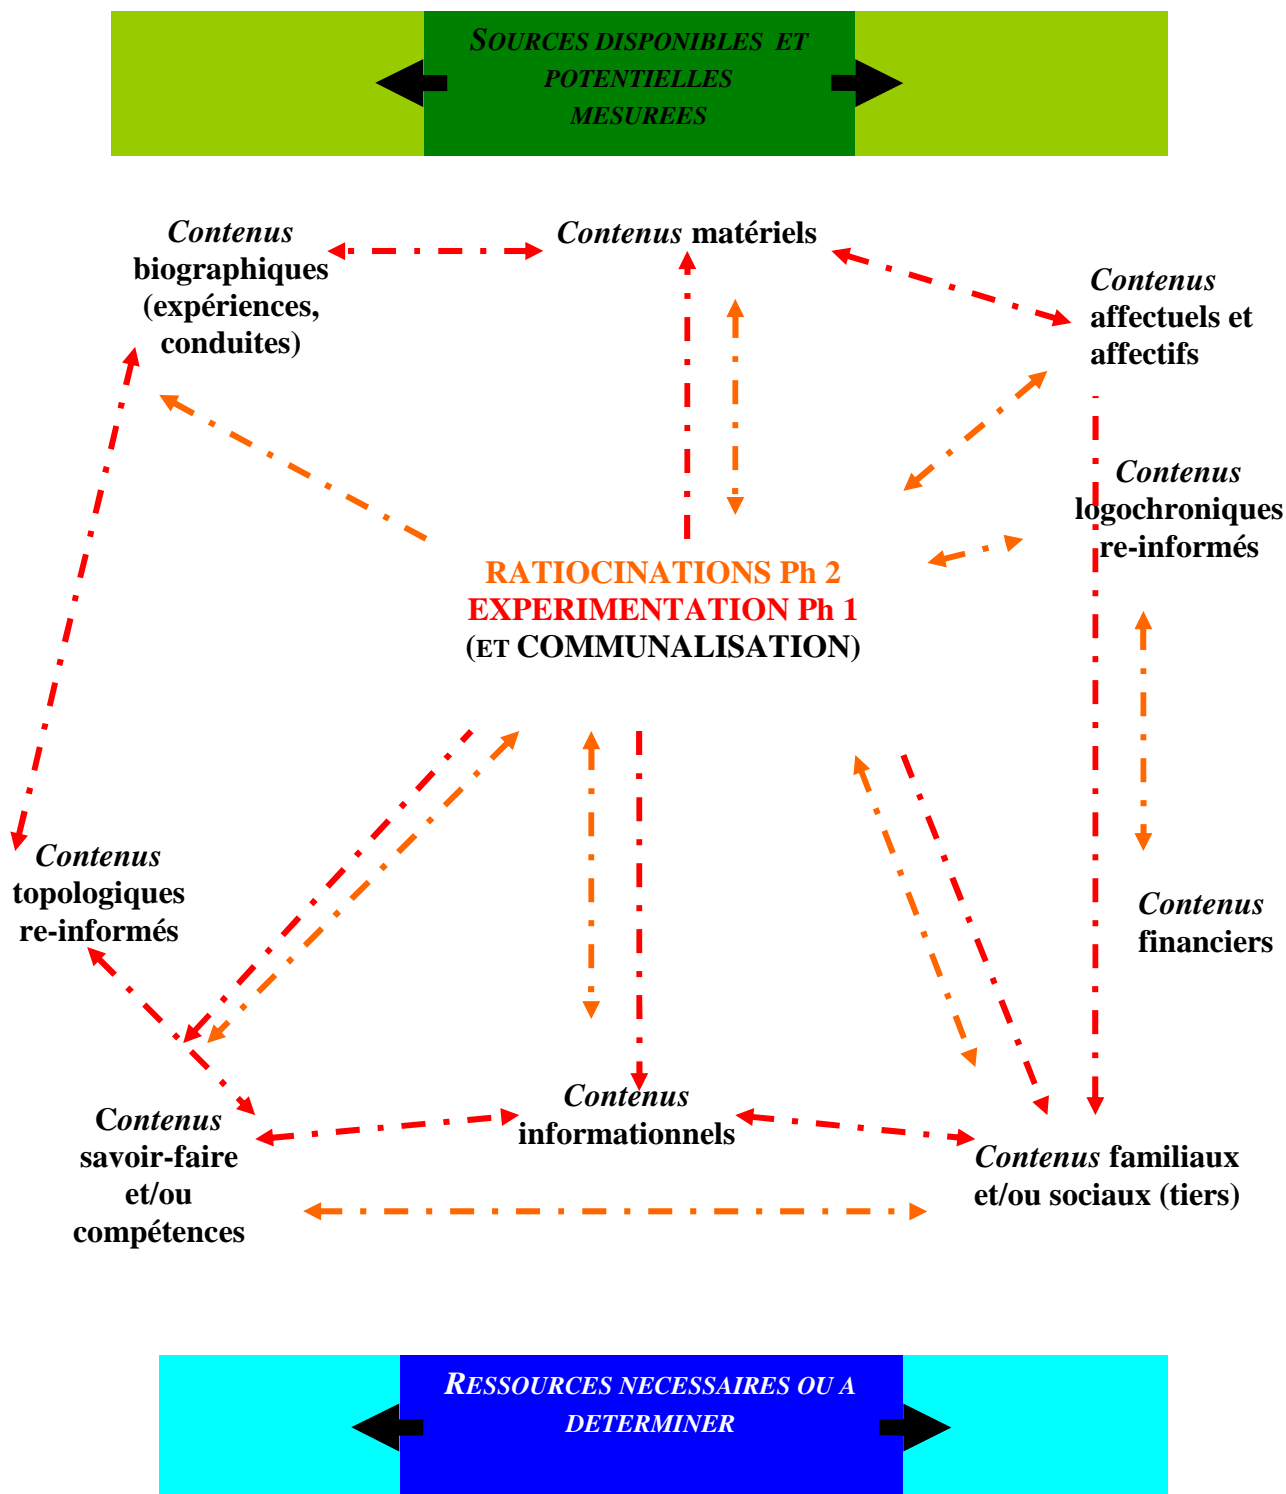 SOURCES DISPONIBLES ET
POTENTIELLES
MESUREES
Contenus
biographiques
(expériences,
conduites)
Contenus matériels
Contenus
affectuels et
affectifs
Contenus
logochroniques
re-informés
RATIOCINATIONS Ph 2
EXPERIMENTATION Ph 1
(ET COMMUNALISATION)
Contenus
topologiques
re-informés
Contenus
financiers
Contenus
savoir-faire
et/ou
compétences
Contenus
informationnels
Contenus familiaux
et/ou sociaux (tiers)
RESSOURCES NECESSAIRES OU A
DETERMINER